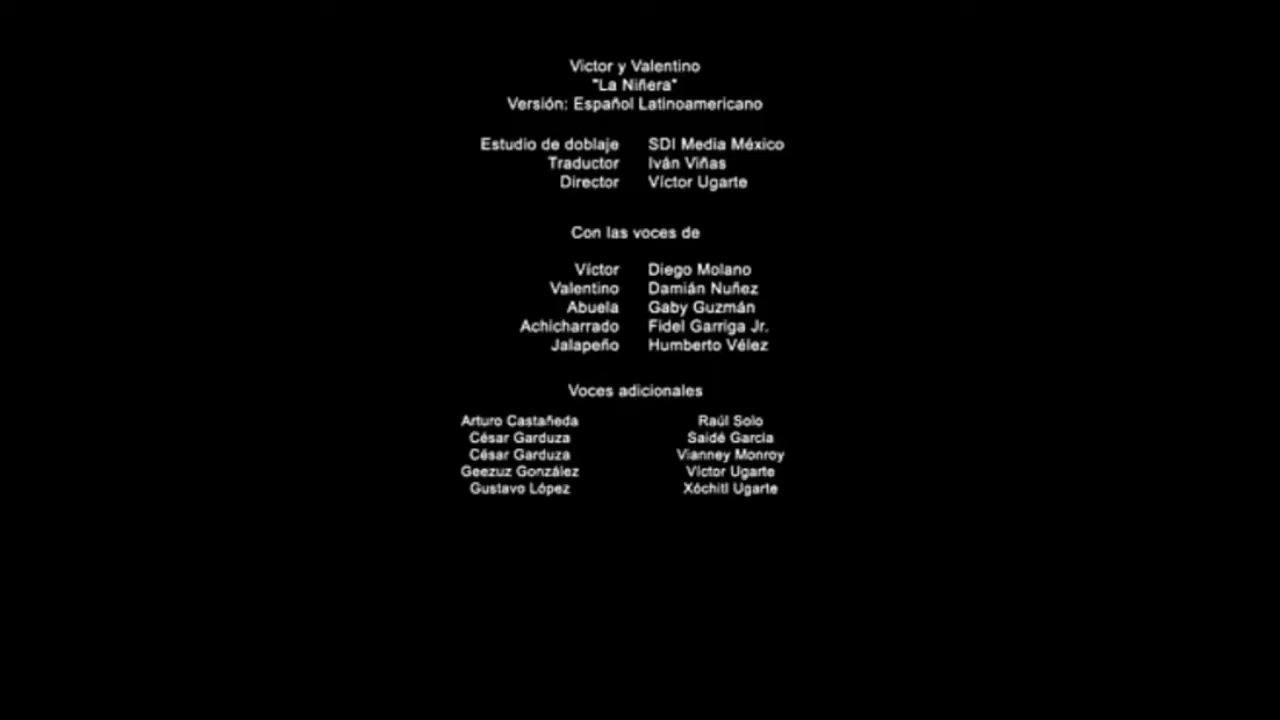 Victor y Valentino
"La Niñera"
Versión: Español Latinoamericano
Estudio de doblaje SDI Media México
Traductor Iván Viñas
Director Víctor Ugarte
Con las voces de
Víctor Diego Molano
Valentino Damián Nuñez
Abuela Gaby Guzmán
Achicharrado Fidel Garriga Jr.
Jalapeño Humberto Vélez
Voces adicionales
Arturo Castañeda Raúl Solo
César Garduza Saidé García
César Garduza Vianney Monroy
Geezuz González Víctor Ugarte
Gustavo López Xóchitl Ugarte